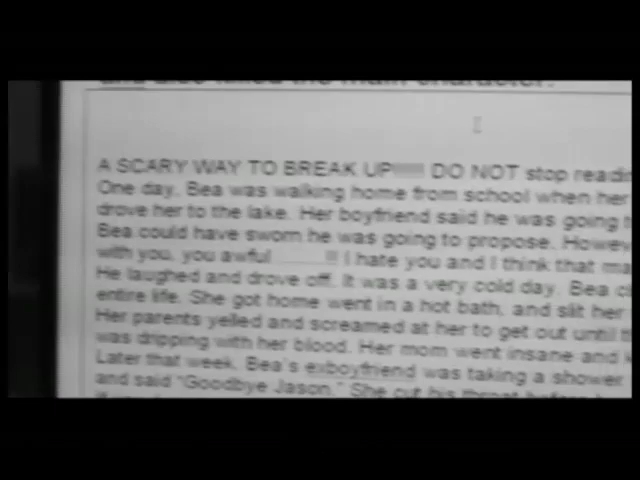 the main character.
A SCARY WAY TO BREAK UP DO NOT stop
One day, Bea was walking home from school when her
drove her to the lake. Her boyfriend said he was going
Bea could have sworn he was going to propose.
with you, you awful I hate you and I think that
He laughed and drove off. It was a very cold day. Bea
entire life. She got home went in a hot bath, and slit her
Her parents yelled and screamed at her to get out until
was dripping with her blood. Her mom went insane and
Later that week, Bea's exboyfriend was taking a shower
and said "Goodbye Jason." She cut his throat